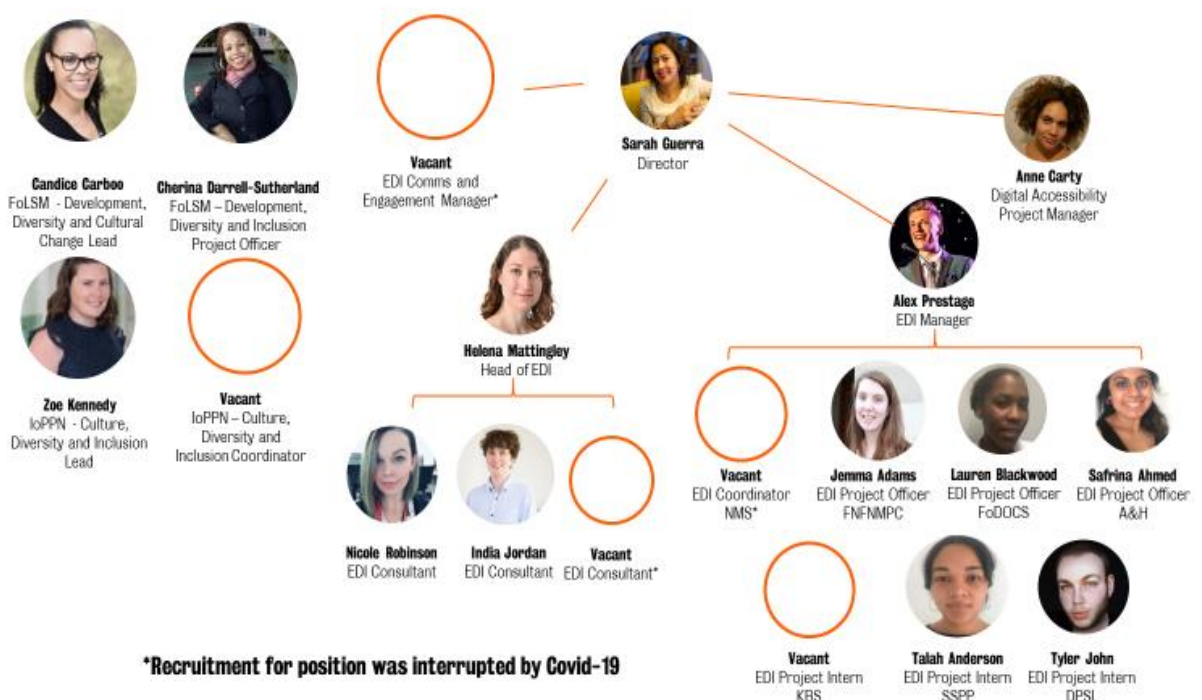 Candice Carboo
FoLSM - Development,
Diversity and Cultural
Change Lead
Cherina Darrell-Sutherland
FoLSM – Development,
Diversity and Inclusion
Project Officer
Vacant
EDI Comms and
Engagement Manager*
Sarah Guerra
Director
Anne Carty
Digital Accessibility
Project Manager
Zoe Kennedy
IoPPN - Culture,
Diversity and Inclusion
Lead
Vacant
IoPPN – Culture,
Diversity and
Inclusion Coordinator
Helena Mattingley
Head of EDI
Alex Prestage
EDI Manager
Nicole Robinson
EDI Consultant
India Jordan
EDI Consultant
Vacant
EDI Consultant*
Vacant
EDI Coordinator
NMS*
Jemma Adams
EDI Project Officer
FNFNMPC
Lauren Blackwood
EDI Project Officer
FoDOCS
Safrina Ahmed
EDI Project Officer
A&H
Vacant
EDI Project Intern
KBS
Talah Anderson
EDI Project Intern
SSPP
Tyler John
EDI Project Intern
DPSL
*Recruitment for position was interrupted by Covid-19